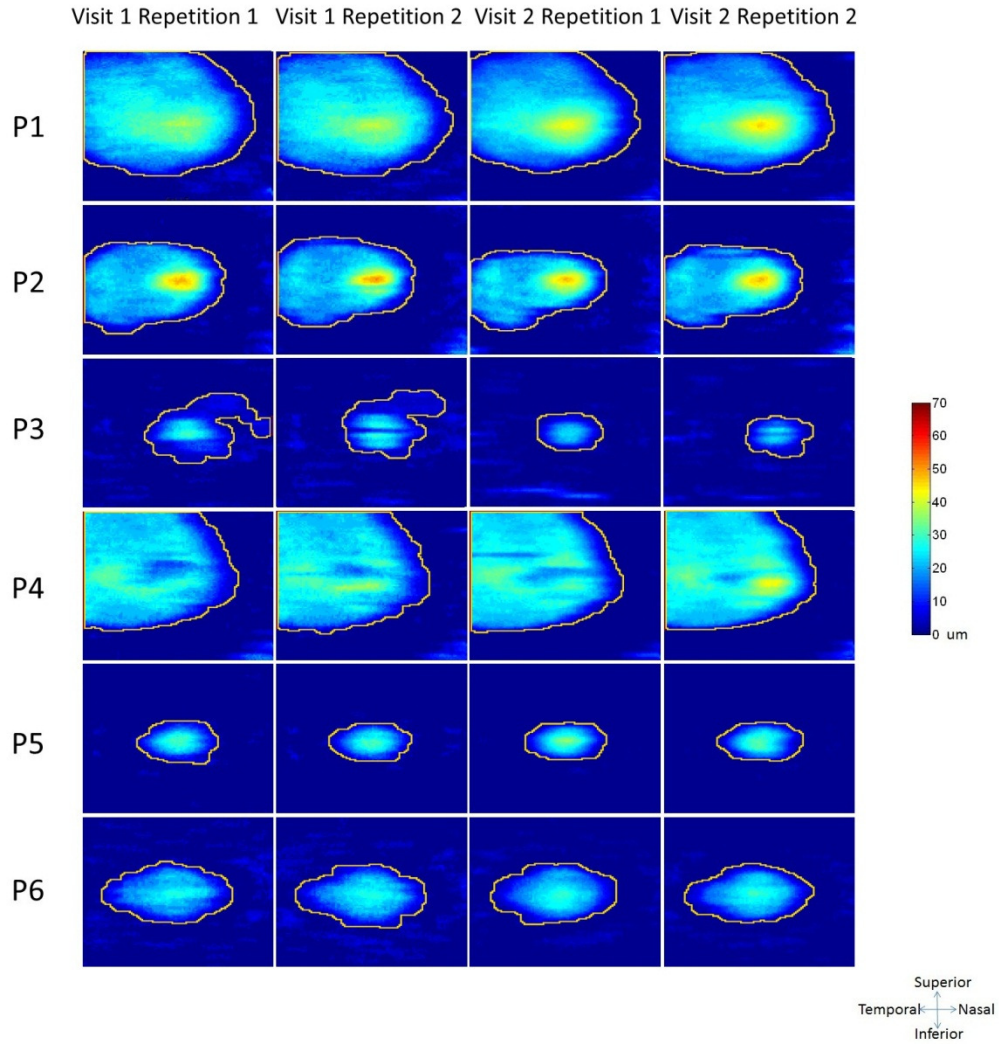 Visit 1 Repetition 1 Visit 1 Repetition 2 Visit 2 Repetition 1 Visit 2 Repetition 2
P1
P2
P3
70
60
50
40
30
20
10
0 um
P4
P5
P6
Superior
Temporal Nasal
Inferior